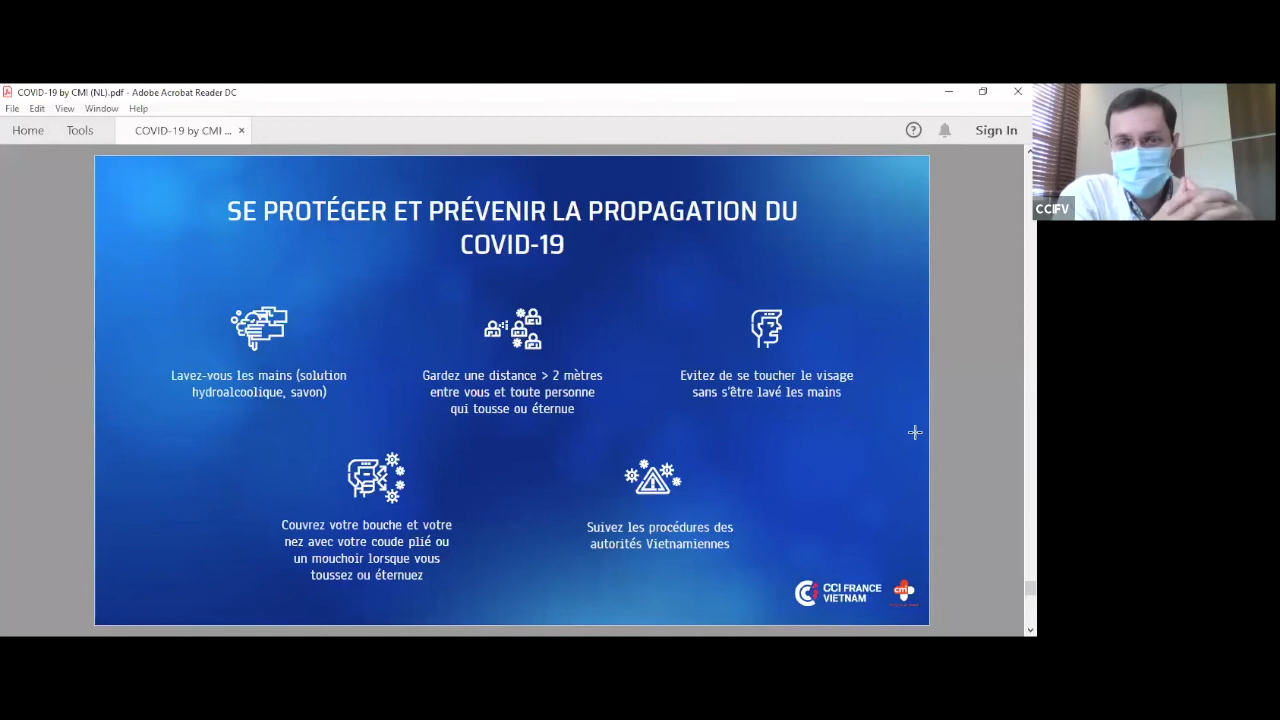 COVID-19 by CMI (NL).pdf - Adobe Acrobat Reader DC
File Edit View Window Help
Home Tools COVID-19 by CMI ... × Sign In
CCIFV
SE PROTÉGER ET PRÉVENIR LA PROPAGATION DU
COVID-19
Lavez-vous les mains (solution
hydroalcoolique, savon)
Gardez une distance > 2 mètres
entre vous et toute personne
qui tousse ou éternue
Evitez de se toucher le visage
sans s'être lavé les mains
Couvrez votre bouche et votre
nez avec votre coude plié ou
un mouchoir lorsque vous
toussez ou éternuez
Suivez les procédures des
autorités Vietnamiennes
CCI FRANCE
VIETNAM
cmi